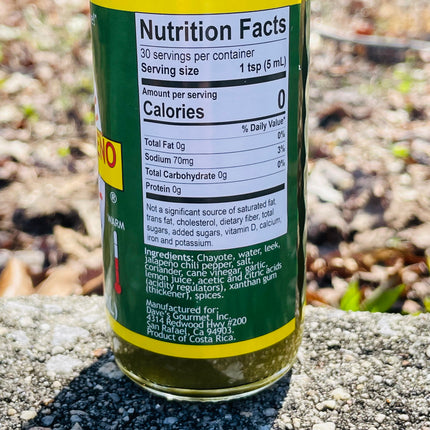 Nutrition Facts
30 servings per container
Serving size 1 tsp (5 mL)
Amount per serving
Calories 0
% Daily Value*
Total Fat 0g 0%
Sodium 70mg 3%
Total Carbohydrate 0g 0%
Protein 0g
Not a significant source of saturated fat,
trans fat, cholesterol, dietary fiber, total
sugars, added sugars, vitamin D, calcium,
iron and potassium.
NO
®
WARM
Ingredients: Chayote, water, leek,
jalapeño chili pepper, salt,
coriander, cane vinegar, garlic,
lemon juice, acetic and citric acids
(acidity regulators), xanthan gum
(thickener), spices.
Manufactured for:
Dave's Gourmet, Inc.
4314 Redwood Hwy #200
San Rafael, CA 94903.
Product of Costa Rica.